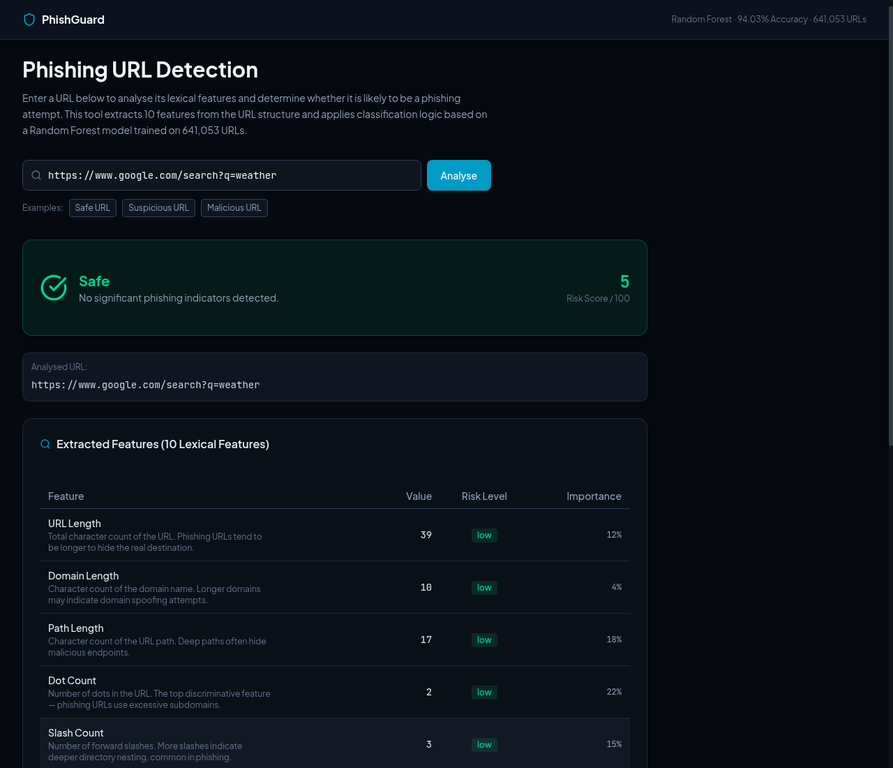 PhishGuard
Random Forest · 94.03% Accuracy · 641,053 URLs
Phishing URL Detection
Enter a URL below to analyse its lexical features and determine whether it is likely to be a phishing
attempt. This tool extracts 10 features from the URL structure and applies classification logic based on
a Random Forest model trained on 641,053 URLs.
https://www.google.com/search?q=weather
Analyse
Examples:
Safe URL
Suspicious URL
Malicious URL
Safe
No significant phishing indicators detected.
5
Risk Score / 100
Analysed URL:
https://www.google.com/search?q=weather
Extracted Features (10 Lexical Features)
Feature Value Risk Level Importance
URL Length
Total character count of the URL. Phishing URLs tend to
be longer to hide the real destination.
39 low 12%
Domain Length
Character count of the domain name. Longer domains
may indicate domain spoofing attempts.
10 low 4%
Path Length
Character count of the URL path. Deep paths often hide
malicious endpoints.
17 low 18%
Dot Count
Number of dots in the URL. The top discriminative feature
— phishing URLs use excessive subdomains.
2 low 22%
Slash Count
Number of forward slashes. More slashes indicate
deeper directory nesting, common in phishing.
3 low 15%